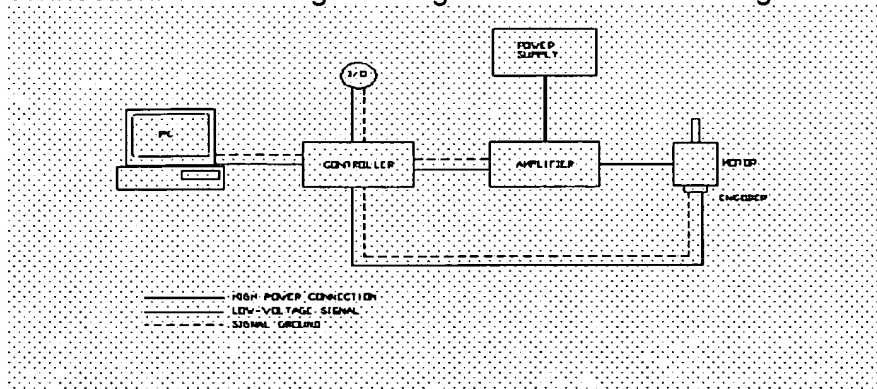 POWER
SUPPLY
I/O
PC
CONTROLLER
AMPLIFIER
MOTOR
ENCODER
HIGH POWER CONNECTION
LOW-VOLTAGE SIGNAL
SIGNAL GROUND